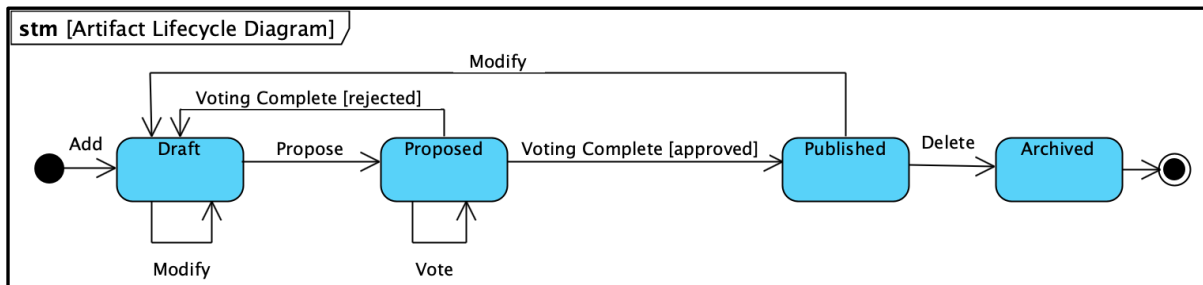 stm [Artifact Lifecycle Diagram]
Modify
Voting Complete [rejected]
Add
Draft
Propose
Proposed
Voting Complete [approved]
Published
Delete
Archived
Modify
Vote